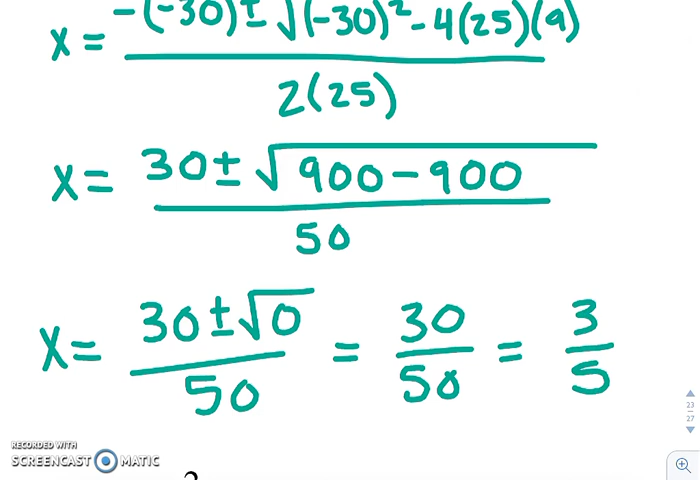 x = -(-30) ± √(-30)² - 4(25)(9)
2(25)
x = 30 ± √900 - 900
50
x = 30 ± √0 / 50 = 30/50 = 3/5
23
27
RECORDED WITH
SCREENCAST O MATIC
2